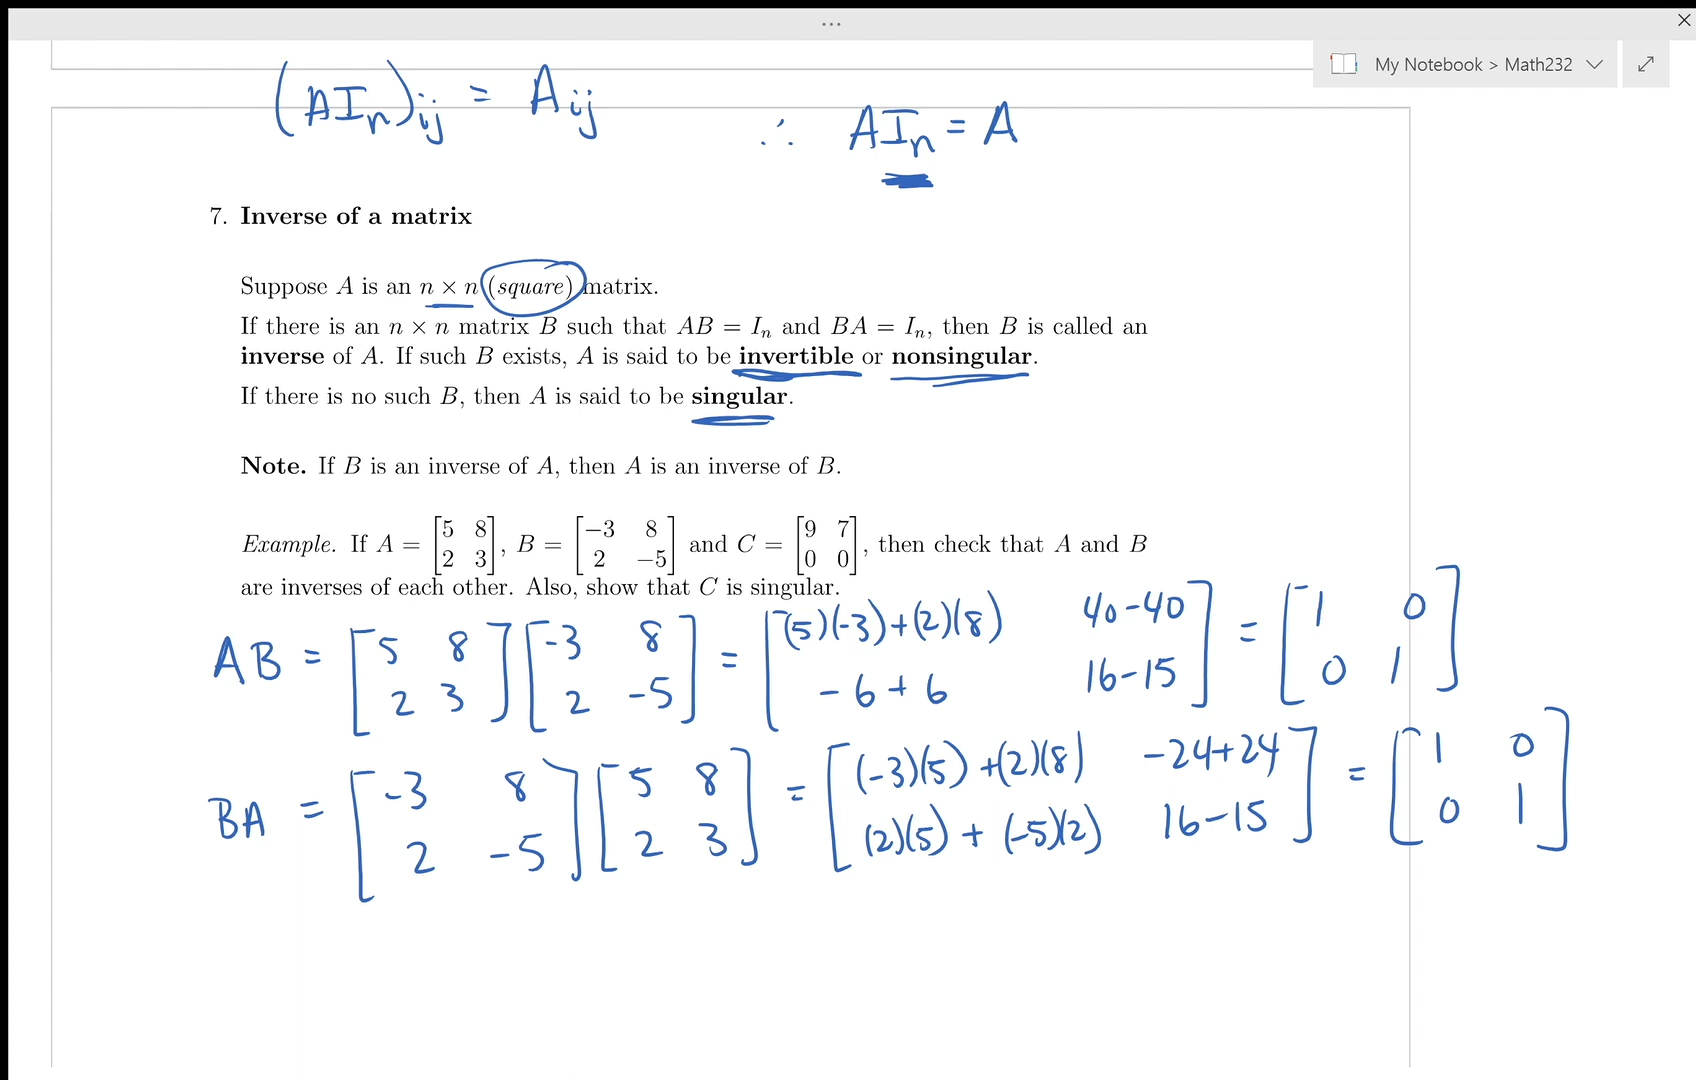 ...
My Notebook > Math232
(AIₙ)ᵢⱼ = Aᵢⱼ ∴ AIₙ = A
7. Inverse of a matrix
Suppose A is an n × n (square) matrix.
If there is an n × n matrix B such that AB = Iₙ and BA = Iₙ, then B is called an
inverse of A. If such B exists, A is said to be invertible or nonsingular.
If there is no such B, then A is said to be singular.
Note. If B is an inverse of A, then A is an inverse of B.
Example. If A = [5 8; 2 3], B = [−3 8; 2 −5] and C = [9 7; 0 0], then check that A and B
are inverses of each other. Also, show that C is singular.
AB = [5 8; 2 3][-3 8; 2 -5] = [(5)(-3)+(2)(8) 40-40; -6+6 16-15] = [1 0; 0 1]
BA = [-3 8; 2 -5][5 8; 2 3] = [(-3)(5)+(2)(8) -24+24; (2)(5)+(-5)(2) 16-15] = [1 0; 0 1]